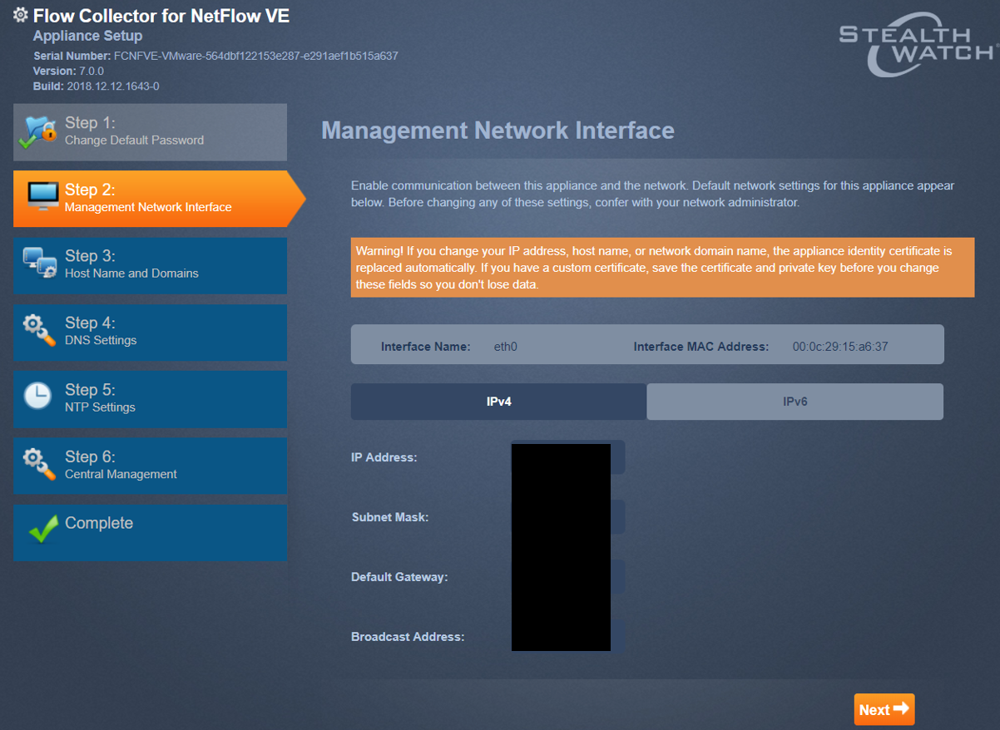 Flow Collector for NetFlow VE
Appliance Setup
Serial Number: FCNFVE-VMware-564dbf122153e287-e291aef1b515a637
Version: 7.0.0
Build: 2018.12.12.1643-0
STEALTH
WATCH®
Step 1:
Change Default Password
Step 2:
Management Network Interface
Step 3:
Host Name and Domains
Step 4:
DNS Settings
Step 5:
NTP Settings
Step 6:
Central Management
Complete
Management Network Interface
Enable communication between this appliance and the network. Default network settings for this appliance appear
below. Before changing any of these settings, confer with your network administrator.
Warning! If you change your IP address, host name, or network domain name, the appliance identity certificate is
replaced automatically. If you have a custom certificate, save the certificate and private key before you change
these fields so you don't lose data.
Interface Name: eth0 Interface MAC Address: 00:0c:29:15:a6:37
IPv4 IPv6
IP Address:
Subnet Mask:
Default Gateway:
Broadcast Address:
Next